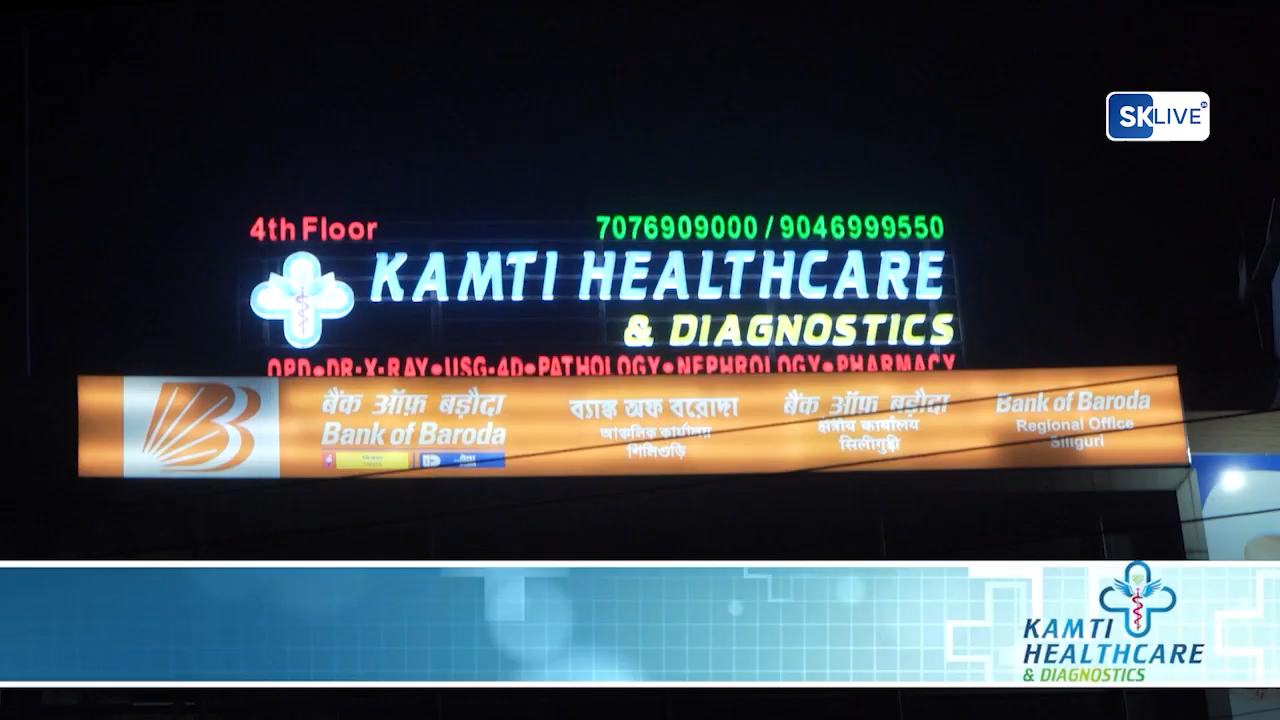 SKLIVE
4th Floor
7076909000 / 9046999550
KAMTI HEALTHCARE
& DIAGNOSTICS
OPD•DR-X-RAY•USG-4D•PATHOLOGY•NEPHROLOGY•PHARMACY
बैंक ऑफ़ बड़ौदा
Bank of Baroda
ব্যাঙ্ক অফ বরোদা
আঞ্চলিক কার্যালয়
শিলিগুড়ি
बैंक ऑफ़ बड़ौदा
क्षेत्रीय कार्यालय
सिलीगुड़ी
Bank of Baroda
Regional Office
Siliguri
KAMTI
HEALTHCARE
& DIAGNOSTICS